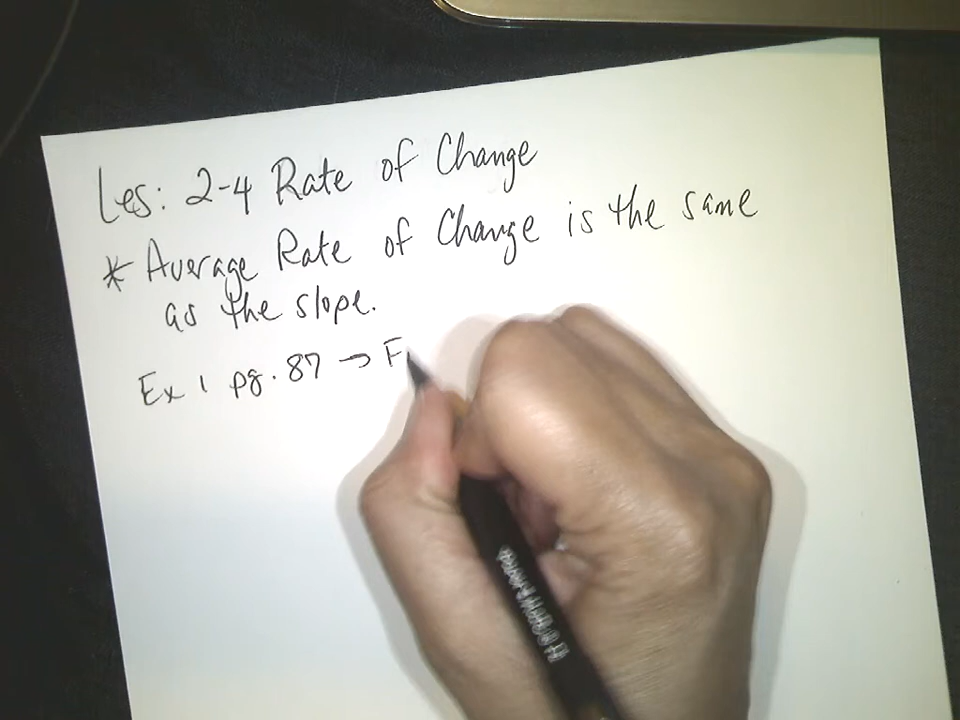 Les: 2-4 Rate of Change
* Average Rate of Change is the same
as the slope.
Ex 1 pg. 87 → F